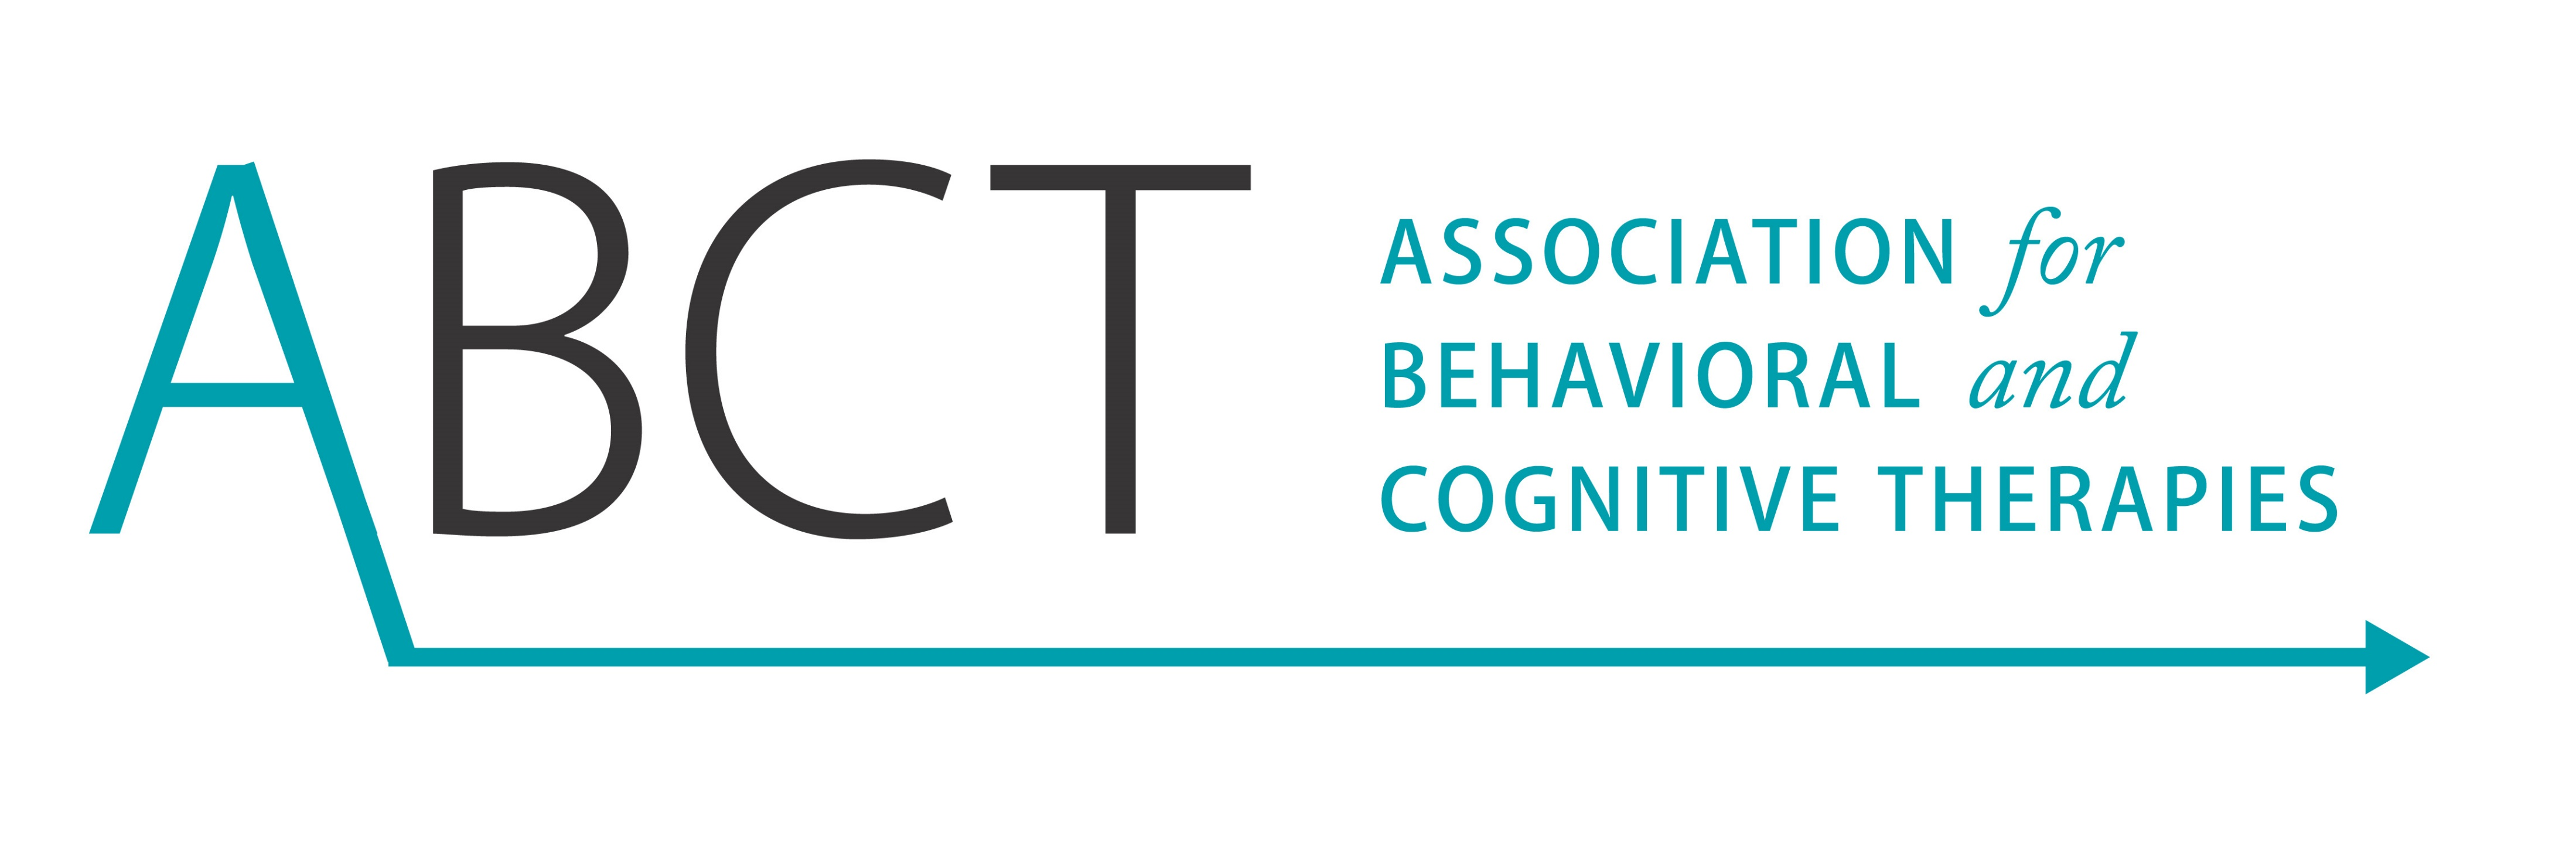 ABCT
ASSOCIATION for
BEHAVIORAL and
COGNITIVE THERAPIES